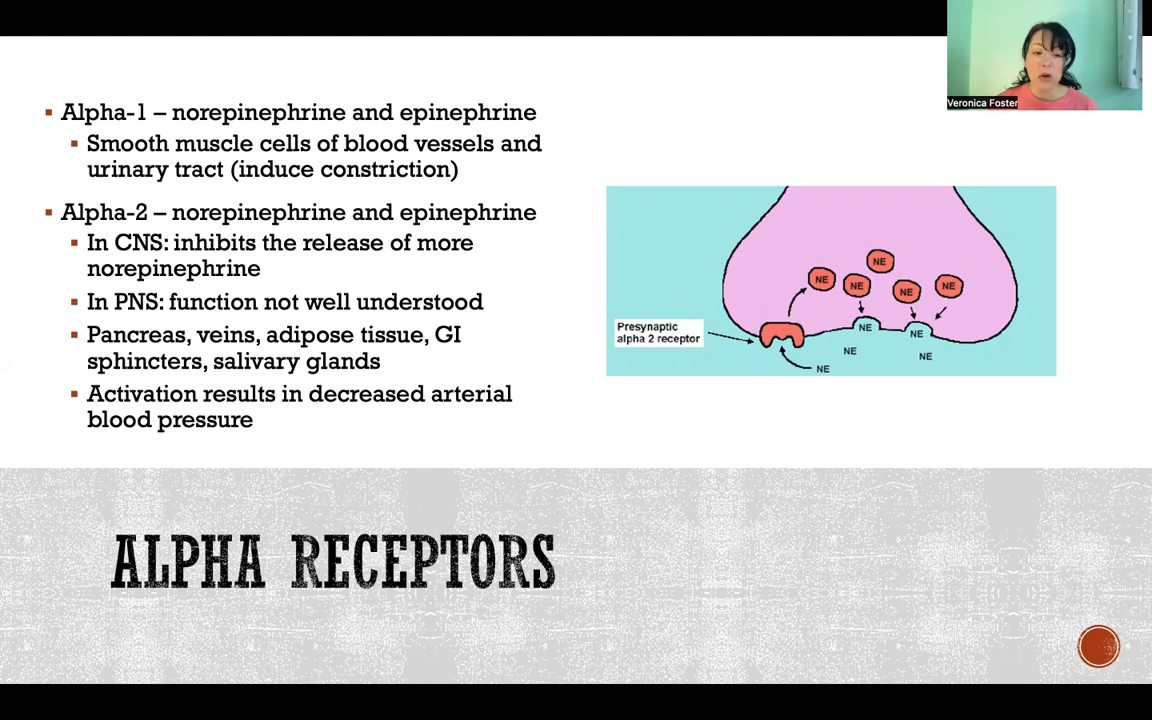 Veronica Foster
Alpha-1 – norepinephrine and epinephrine
Smooth muscle cells of blood vessels and
urinary tract (induce constriction)
Alpha-2 – norepinephrine and epinephrine
In CNS: inhibits the release of more
norepinephrine
In PNS: function not well understood
Pancreas, veins, adipose tissue, GI
sphincters, salivary glands
Activation results in decreased arterial
blood pressure
NE
NE
NE
NE
NE
NE
NE
Presynaptic
alpha 2 receptor
NE
NE
NE
ALPHA RECEPTORS